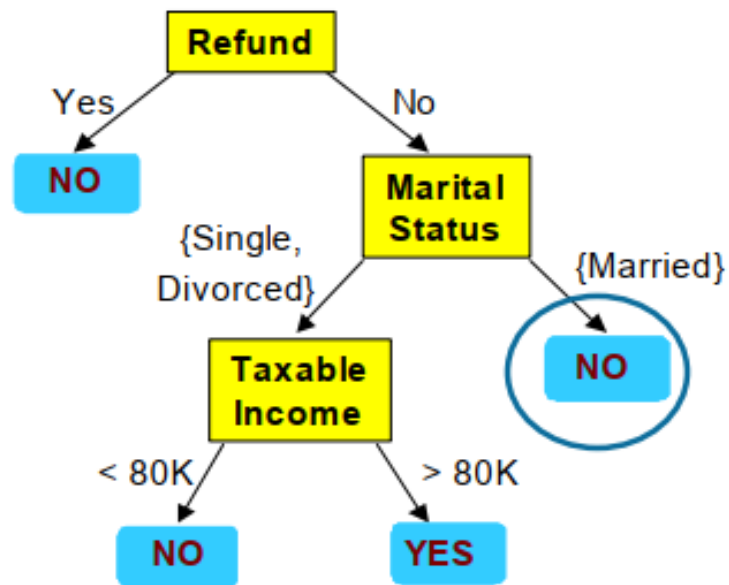 Refund
Yes
No
NO
Marital
Status
{Single,
Divorced}
{Married}
Taxable
Income
NO
< 80K
> 80K
NO
YES